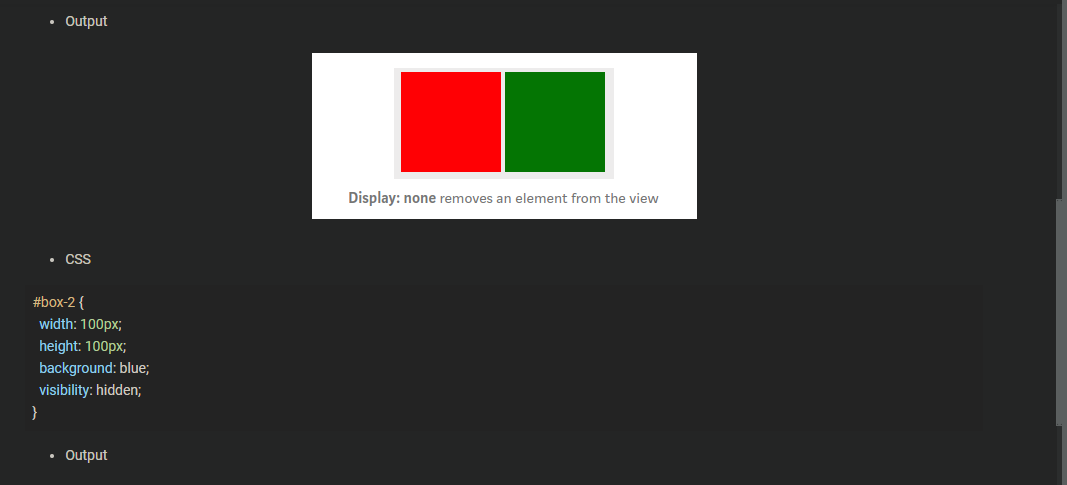 Output
Display: none removes an element from the view
CSS
#box-2 {
width: 100px;
height: 100px;
background: blue;
visibility: hidden;
}
Output